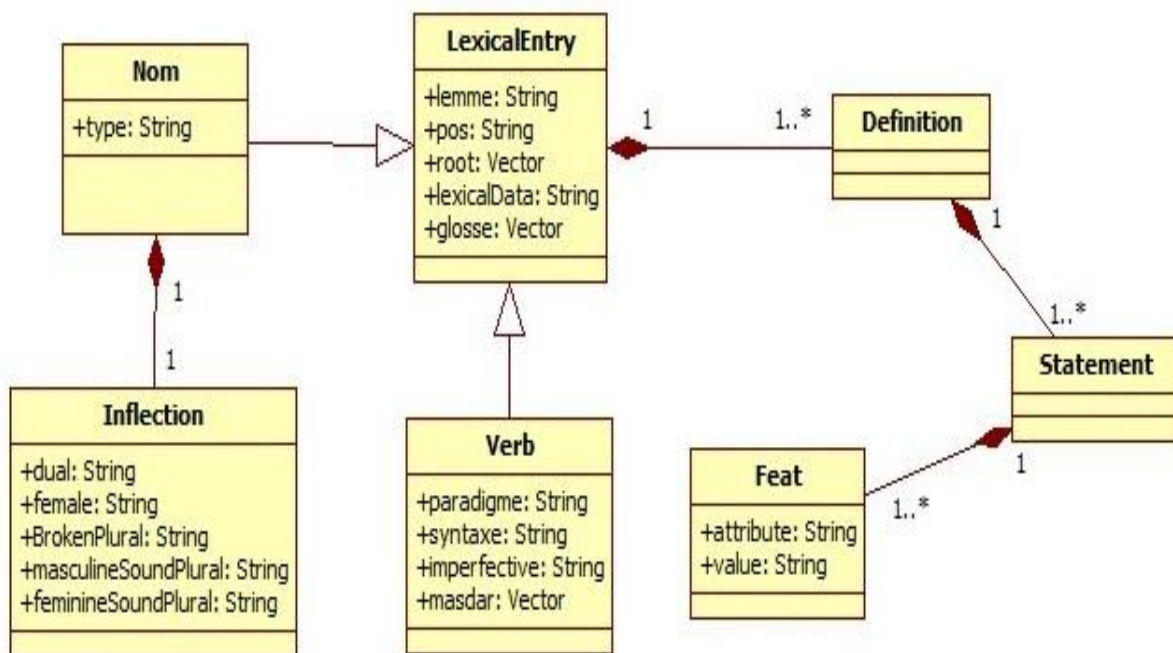 Nom
+type: String
LexicalEntry
+lemme: String
+pos: String
+root: Vector
+lexicalData: String
+glosse: Vector
1
1..*
Definition
1
1..*
Statement
1
1..*
Feat
+attribute: String
+value: String
1
1
Inflection
+dual: String
+female: String
+BrokenPlural: String
+masculineSoundPlural: String
+feminineSoundPlural: String
Verb
+paradigme: String
+syntaxe: String
+imperfective: String
+masdar: Vector